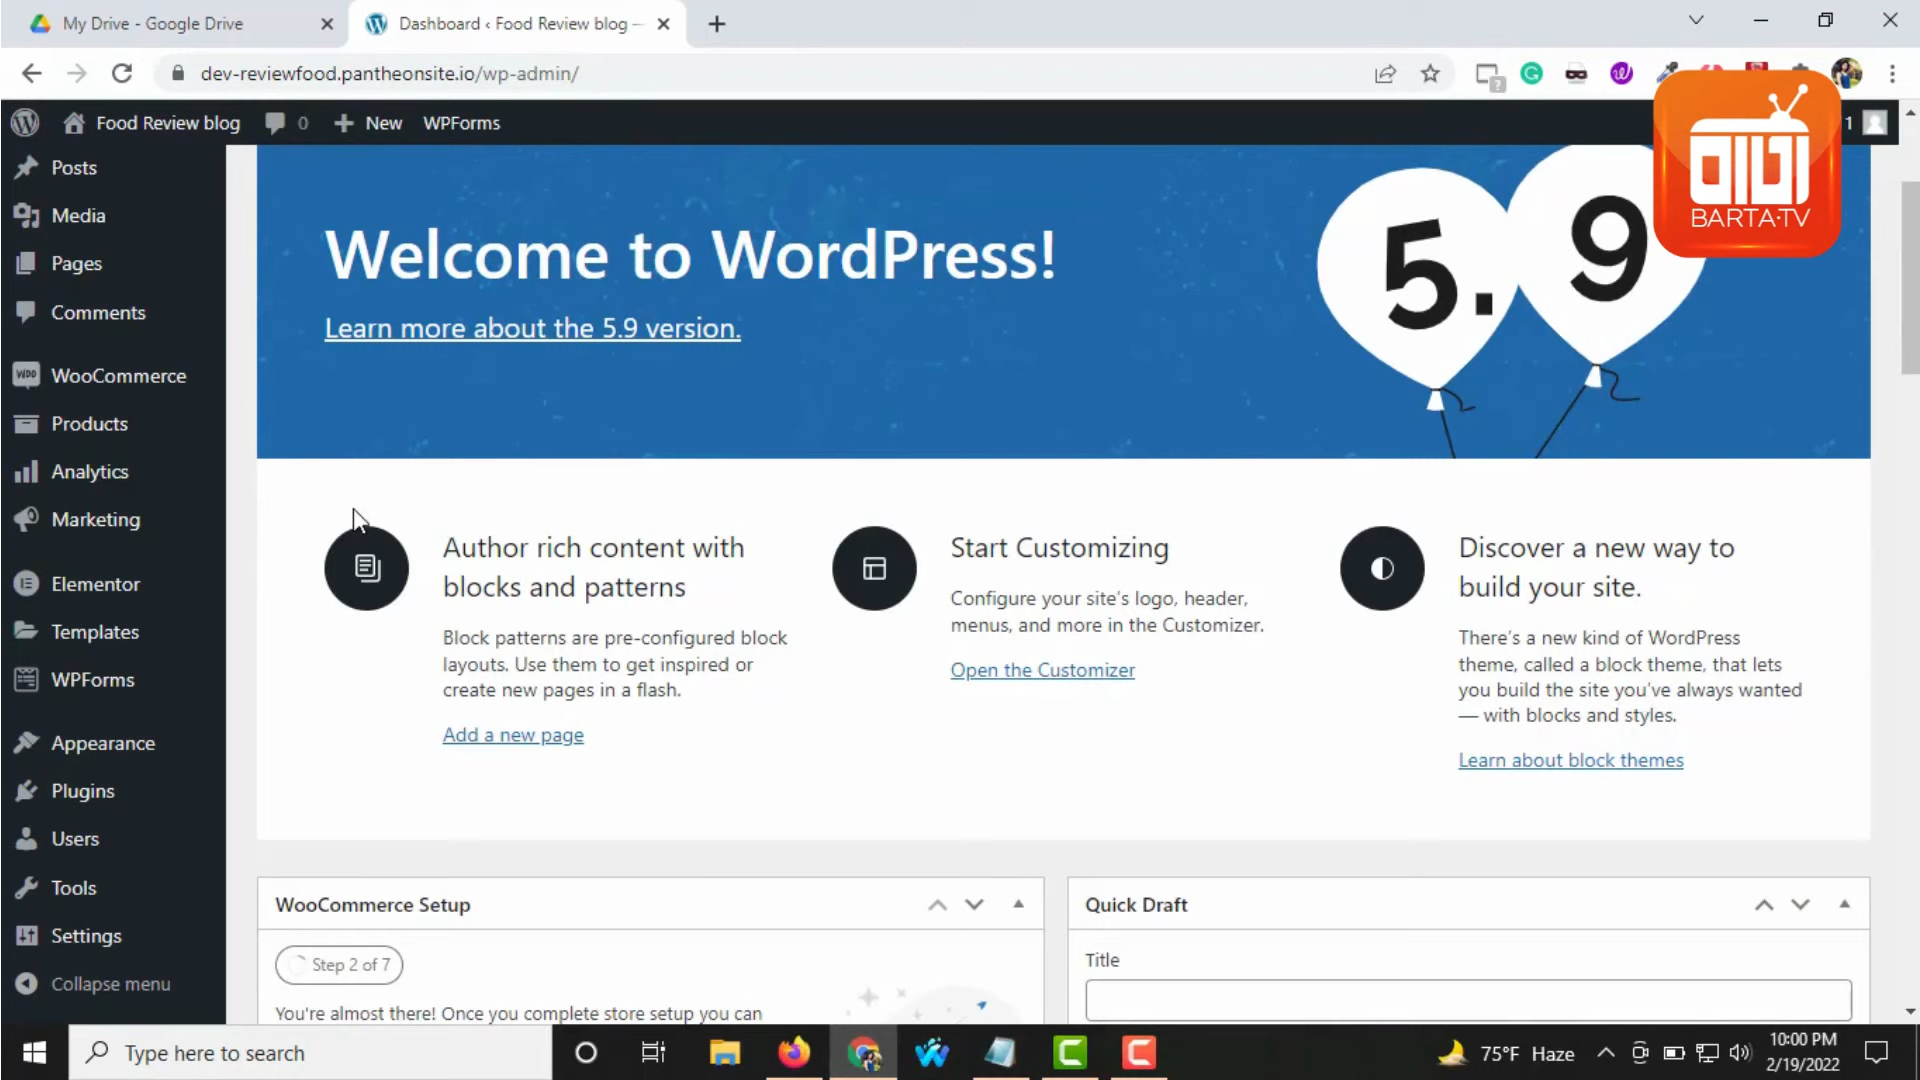 My Drive - Google Drive
Dashboard ‹ Food Review blog —
dev-reviewfood.pantheonsite.io/wp-admin/
Food Review blog 0 New WPForms 1
BARTA·TV
Posts
Media
Pages
Comments
WooCommerce
Products
Analytics
Marketing
Elementor
Templates
WPForms
Appearance
Plugins
Users
Tools
Settings
Collapse menu
Welcome to WordPress!
Learn more about the 5.9 version.
5.9
Author rich content with
blocks and patterns
Block patterns are pre-configured block
layouts. Use them to get inspired or
create new pages in a flash.
Add a new page
Start Customizing
Configure your site's logo, header,
menus, and more in the Customizer.
Open the Customizer
Discover a new way to
build your site.
There's a new kind of WordPress
theme, called a block theme, that lets
you build the site you've always wanted
— with blocks and styles.
Learn about block themes
WooCommerce Setup
Step 2 of 7
You're almost there! Once you complete store setup you can
Quick Draft
Title
Type here to search
75°F Haze
10:00 PM
2/19/2022